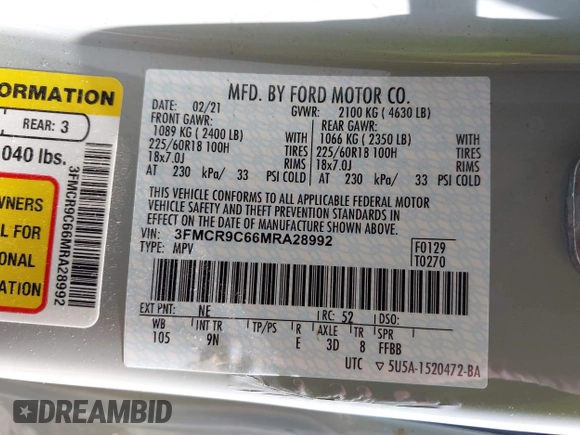 ORMATION
REAR: 3
040 lbs.
WNERS
L FOR
ONAL
ATION
3FMCR9C66MRA28992
MFD. BY FORD MOTOR CO.
DATE: 02/21 GVWR: 2100 KG ( 4630 LB)
FRONT GAWR: REAR GAWR:
1089 KG ( 2400 LB) 1066 KG ( 2350 LB)
225/60R18 100H TIRES 225/60R18 100H TIRES
18x7.0J RIMS 18x7.0J RIMS
AT 230 kPa/ 33 PSI COLD AT 230 kPa/ 33 PSI COLD
THIS VEHICLE CONFORMS TO ALL APPLICABLE FEDERAL MOTOR
VEHICLE SAFETY AND THEFT PREVENTION STANDARDS IN
EFFECT ON THE DATE OF MANUFACTURE SHOWN ABOVE.
VIN: 3FMCR9C66MRA28992
TYPE: MPV
F0129
T0270
EXT PNT: NE RC: 52 DSO:
WB INT TR TP/PS R AXLE TR SPR
105 9N E 3D 8 FFBB
UTC ▽5U5A-1520472-BA
DREAMBID